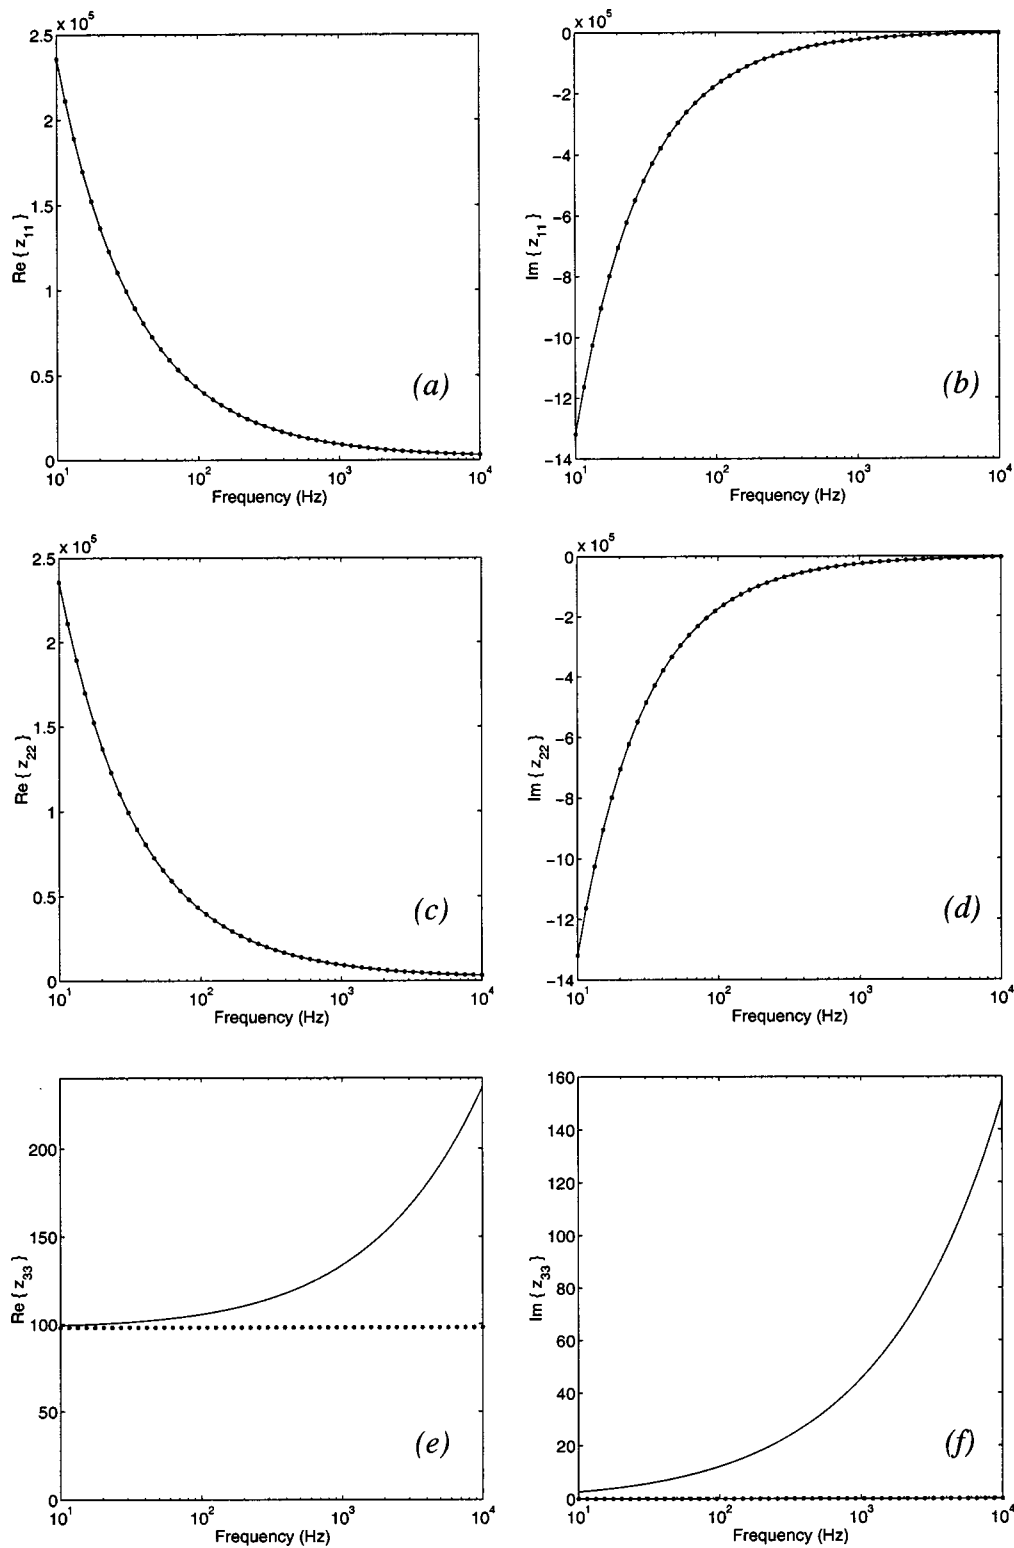 x 10^5
2.5
2
1.5
1
0.5
0
Re { z_11 }
10^1 10^2 10^3 10^4
Frequency (Hz)
(a)
x 10^5
0
−2
−4
−6
−8
−10
−12
−14
Im { z_11 }
10^1 10^2 10^3 10^4
Frequency (Hz)
(b)
x 10^5
2.5
2
1.5
1
0.5
0
Re { z_22 }
10^1 10^2 10^3 10^4
Frequency (Hz)
(c)
x 10^5
0
−2
−4
−6
−8
−10
−12
−14
Im { z_22 }
10^1 10^2 10^3 10^4
Frequency (Hz)
(d)
200
150
100
50
0
Re { z_33 }
10^1 10^2 10^3 10^4
Frequency (Hz)
(e)
160
140
120
100
80
60
40
20
0
Im { z_33 }
10^1 10^2 10^3 10^4
Frequency (Hz)
(f)